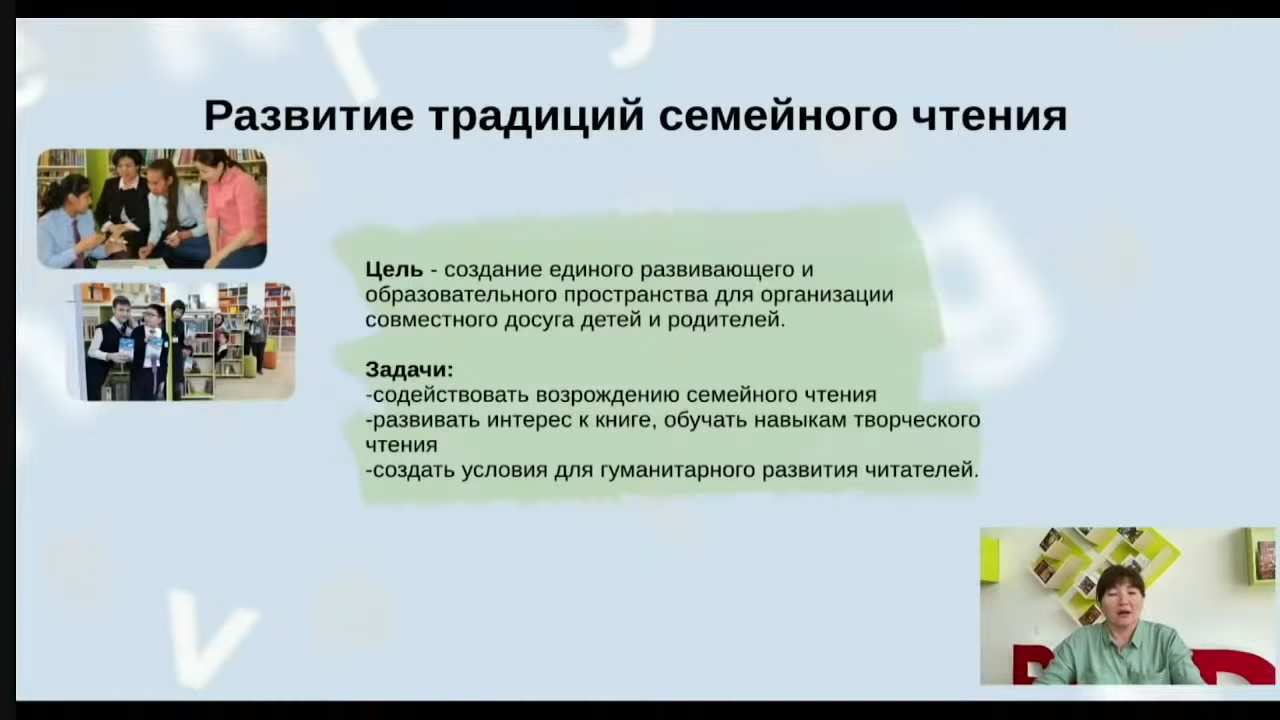 Развитие традиций семейного чтения
Цель - создание единого развивающего и
образовательного пространства для организации
совместного досуга детей и родителей.
Задачи:
-содействовать возрождению семейного чтения
-развивать интерес к книге, обучать навыкам творческого
чтения
-создать условия для гуманитарного развития читателей.